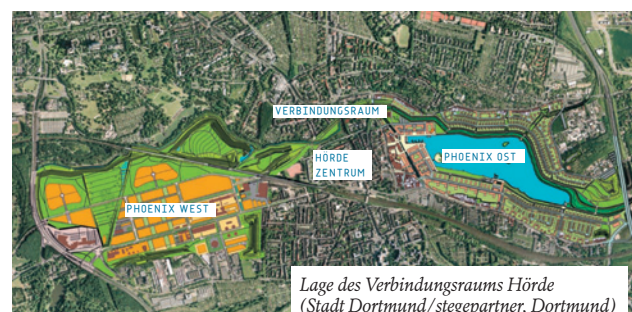 VERBINDUNGSRAUM
HÖRDE
ZENTRUM
PHOENIX OST
PHOENIX WEST
Lage des Verbindungsraums Hörde
(Stadt Dortmund/stegepartner, Dortmund)